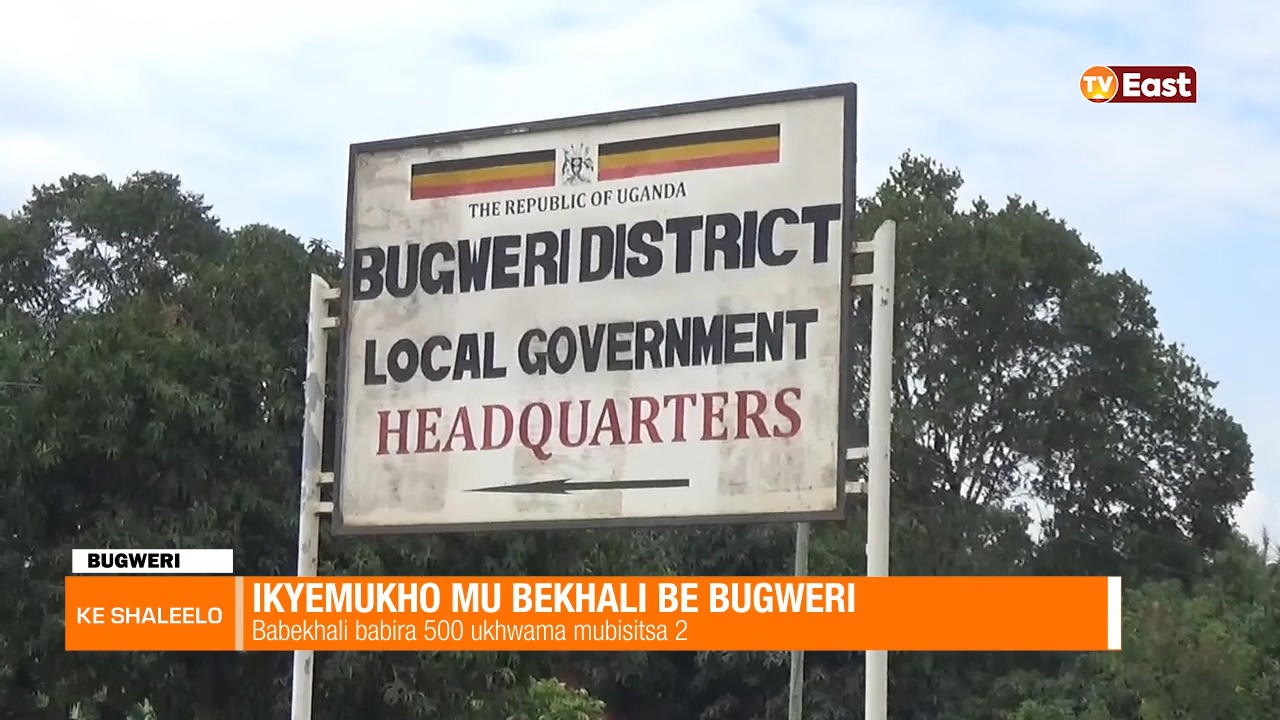 TV East
THE REPUBLIC OF UGANDA
BUGWERI DISTRICT
LOCAL GOVERNMENT
HEADQUARTERS
BUGWERI
KE SHALEELO
IKYEMUKHO MU BEKHALI BE BUGWERI
Babekhali babira 500 ukhwama mubisitsa 2